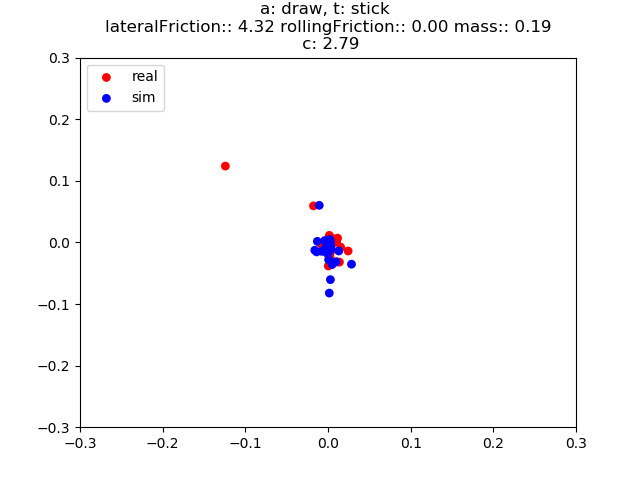 a: draw, t: stick
lateralFriction:: 4.32 rollingFriction:: 0.00 mass:: 0.19
c: 2.79
real
sim
0.3
0.2
0.1
0.0
−0.1
−0.2
−0.3
−0.3 −0.2 −0.1 0.0 0.1 0.2 0.3